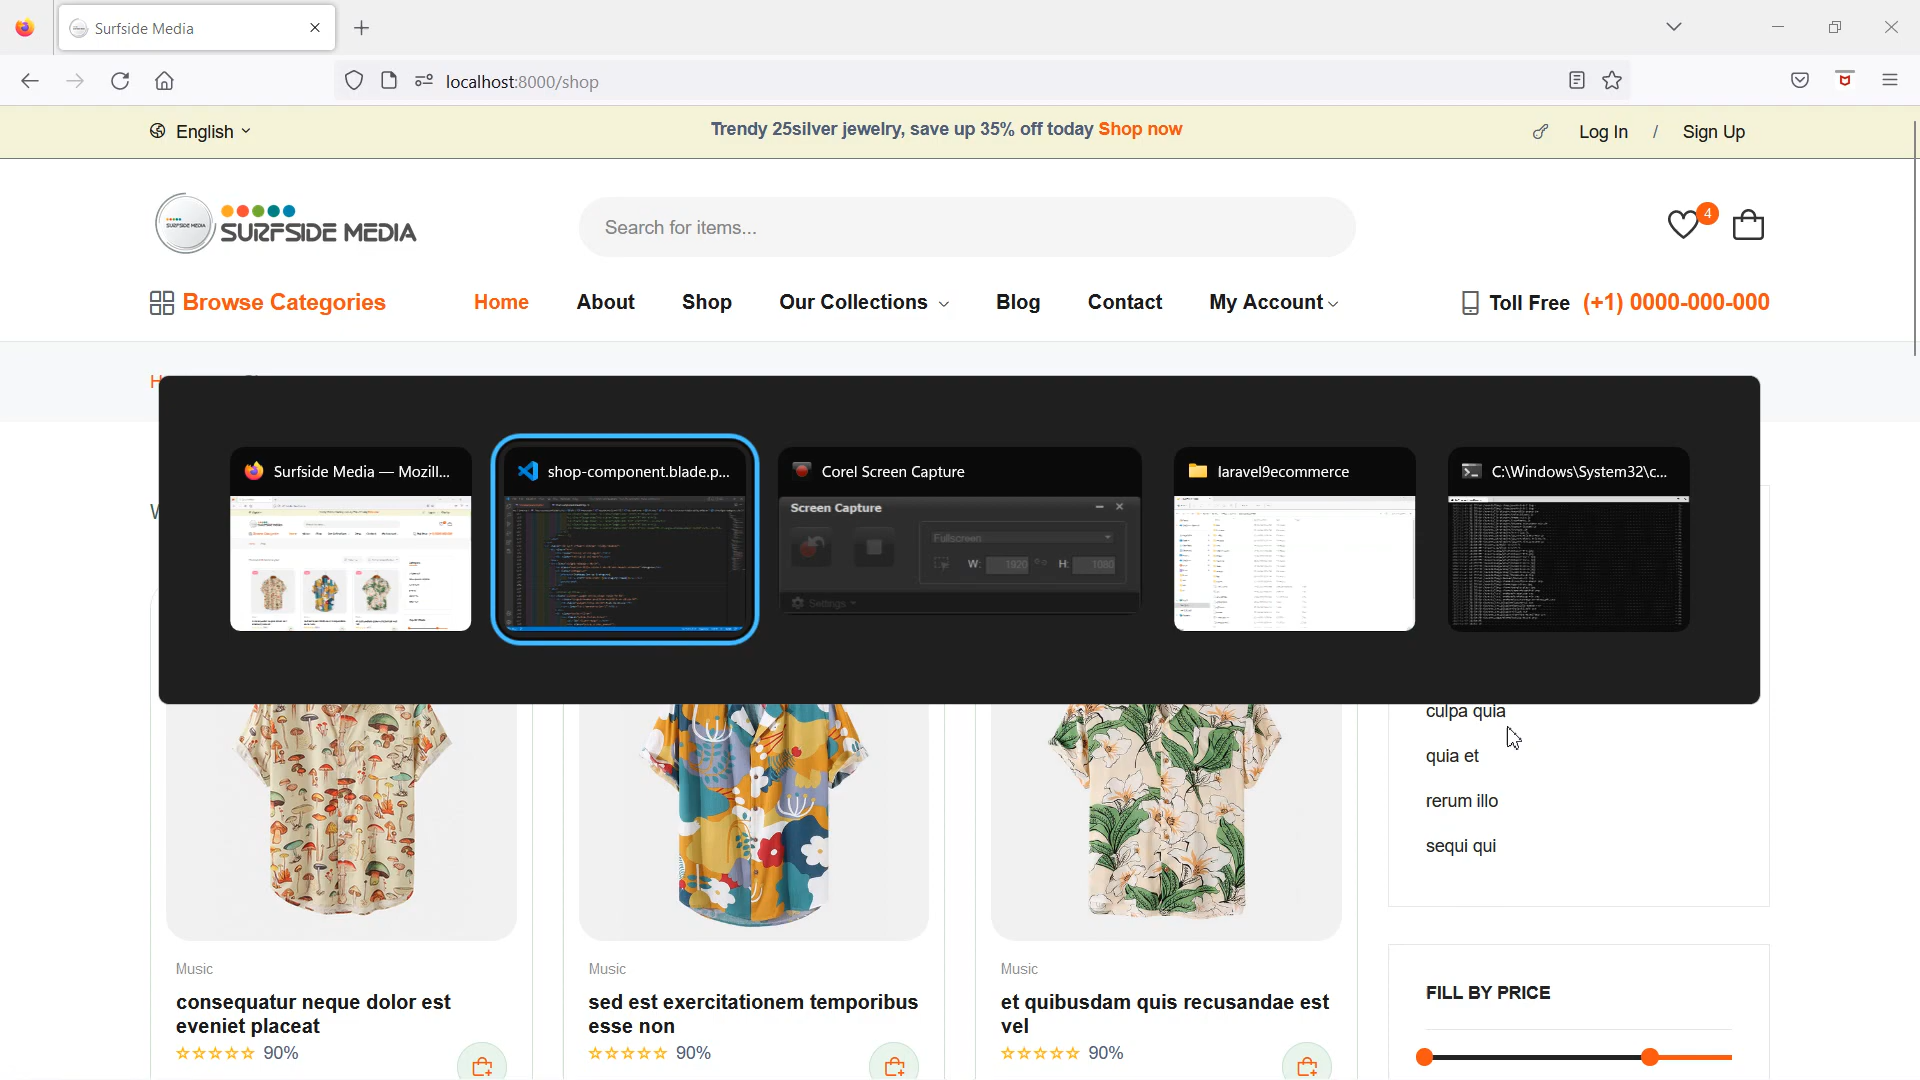 Surfside Media
localhost:8000/shop
English
Trendy 25silver jewelry, save up 35% off today Shop now
Log In / Sign Up
SURFSIDE MEDIA
SURFSIDE MEDIA
Search for items...
4
Browse Categories
Home
About
Shop
Our Collections
Blog
Contact
My Account
Toll Free (+1) 0000-000-000
Surfside Media — Mozill...
shop-component.blade.p...
Corel Screen Capture
laravel9ecommerce
C:\Windows\System32\c...
Screen Capture
Fullscreen
W: 1920
H: 1080
Settings
culpa quia
quia et
rerum illo
sequi qui
Music
consequatur neque dolor est
eveniet placeat
90%
Music
sed est exercitationem temporibus
esse non
90%
Music
et quibusdam quis recusandae est
vel
90%
FILL BY PRICE